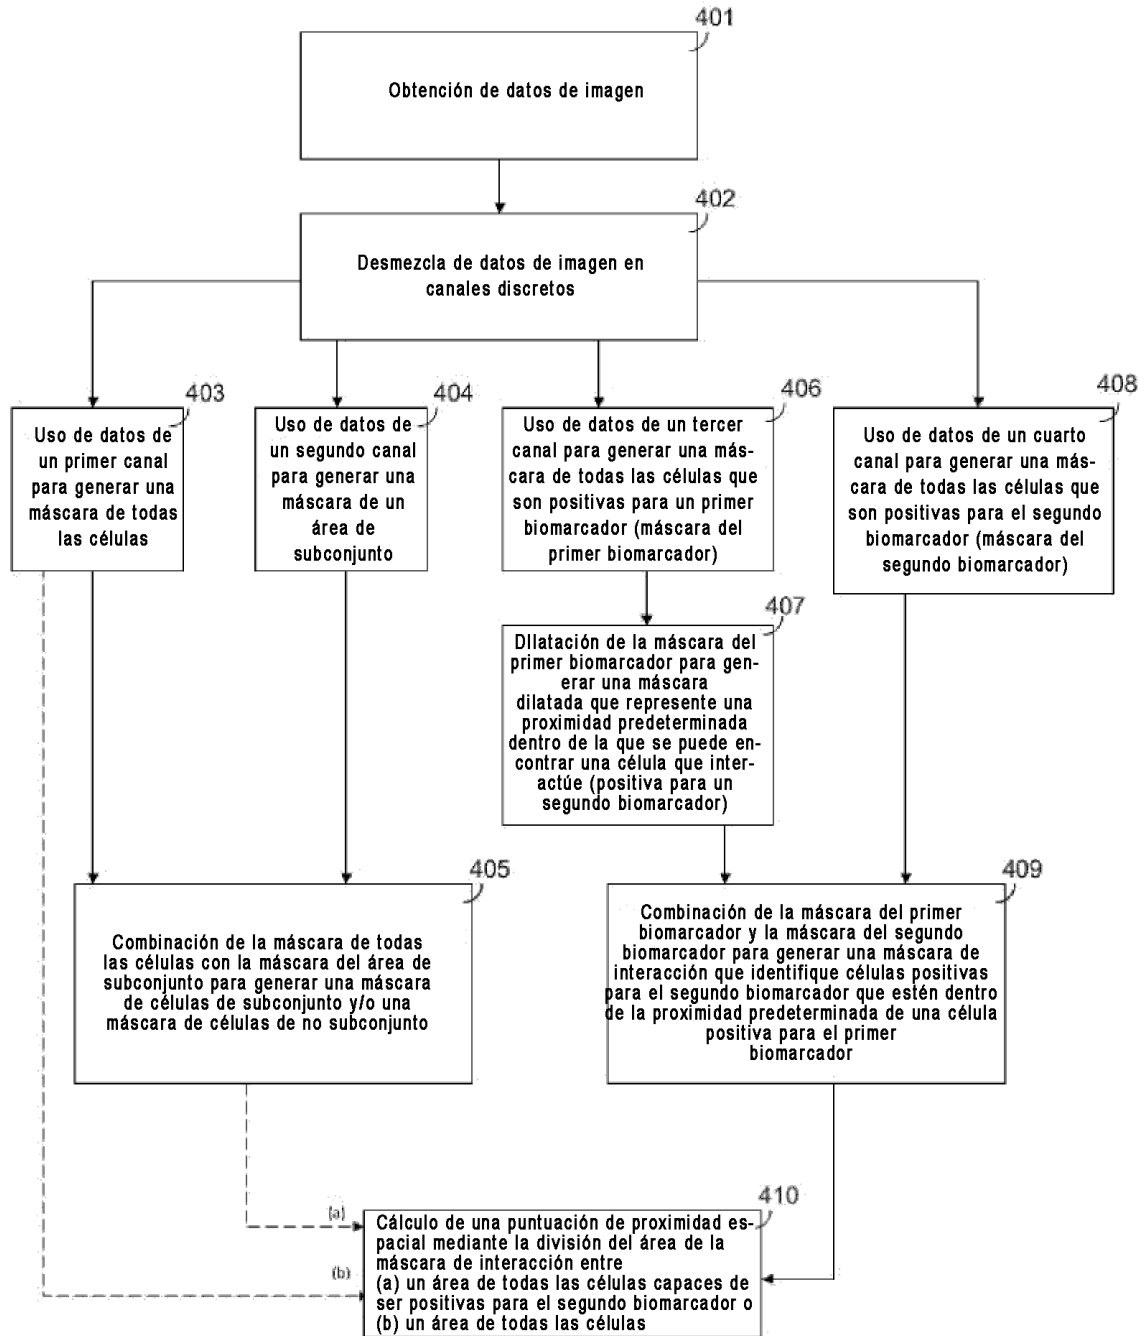 401
Obtención de datos de imagen
402
Desmezcla de datos de imagen en
canales discretos
403
Uso de datos de
un primer canal
para generar una
máscara de todas
las células
404
Uso de datos de
un segundo canal
para generar una
máscara de un
área de
subconjunto
406
Uso de datos de un tercer
canal para generar una más-
cara de todas las células que
son positivas para un primer
biomarcador (máscara del
primer biomarcador)
408
Uso de datos de un cuarto
canal para generar una más-
cara de todas las células que
son positivas para el segundo
biomarcador (máscara del
segundo biomarcador)
407
DIlatación de la máscara del
primer biomarcador para gen-
erar una máscara
dilatada que represente una
proximidad predeterminada
dentro de la que se puede en-
contrar una célula que inter-
actúe (positiva para un
segundo biomarcador)
405
Combinación de la máscara de todas
las células con la máscara del área de
subconjunto para generar una máscara
de células de subconjunto y/o una
máscara de células de no subconjunto
409
Combinación de la máscara del primer
biomarcador y la máscara del segundo
biomarcador para generar una máscara de
interacción que identifique células positivas
para el segundo biomarcador que estén dentro
de la proximidad predeterminada de una célula
positiva para el primer
biomarcador
410
(a)
(b)
Cálculo de una puntuación de proximidad es-
pacial mediante la división del área de la
máscara de interacción entre
(a) un área de todas las células capaces de
ser positivas para el segundo biomarcador o
(b) un área de todas las células